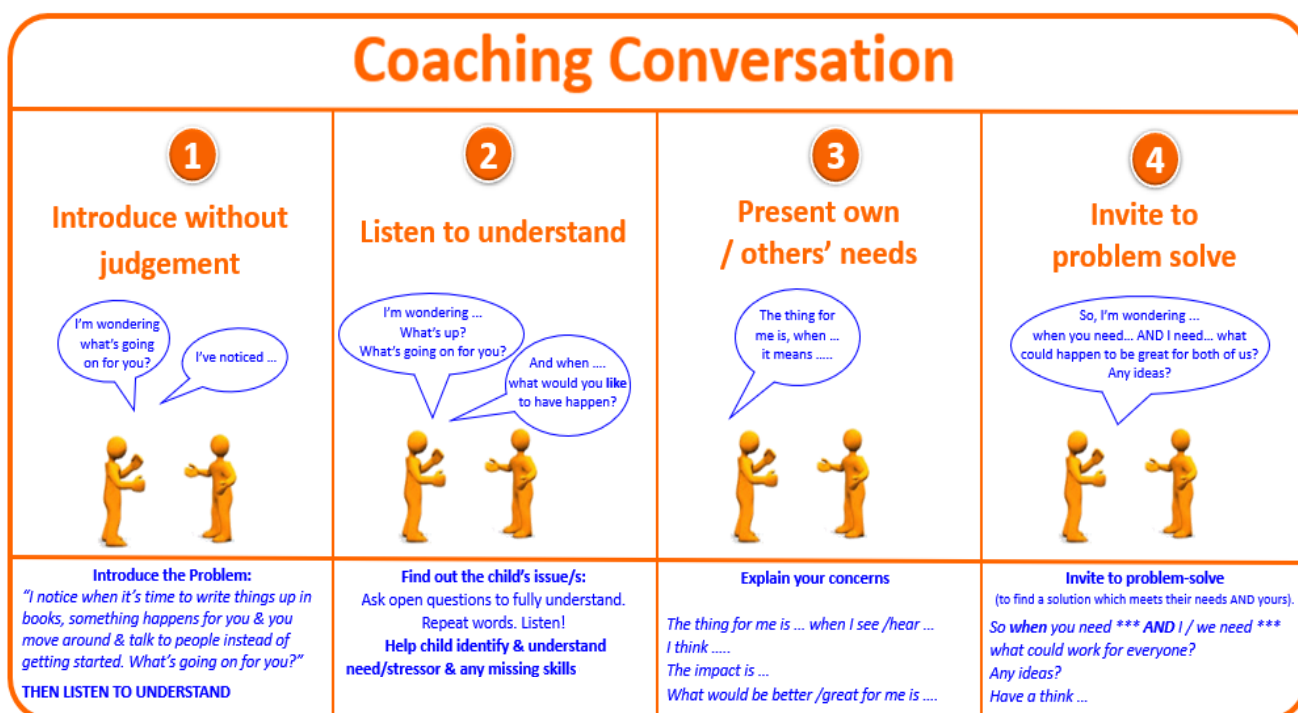 Coaching Conversation
1
Introduce without
judgement
I'm wondering
what's going
on for you?
I've noticed ...
Introduce the Problem:
"I notice when it's time to write things up in
books, something happens for you & you
move around & talk to people instead of
getting started. What's going on for you?"
THEN LISTEN TO UNDERSTAND
2
Listen to understand
I'm wondering ...
What's up?
What's going on for you?
And when ....
what would you like
to have happen?
Find out the child's issue/s:
Ask open questions to fully understand.
Repeat words. Listen!
Help child identify & understand
need/stressor & any missing skills
3
Present own
/ others' needs
The thing for
me is, when ...
it means .....
Explain your concerns
The thing for me is ... when I see /hear ...
I think .....
The impact is ...
What would be better /great for me is ....
4
Invite to
problem solve
So, I'm wondering ...
when you need... AND I need... what
could happen to be great for both of us?
Any ideas?
Invite to problem-solve
(to find a solution which meets their needs AND yours).
So when you need *** AND I / we need ***
what could work for everyone?
Any ideas?
Have a think ...